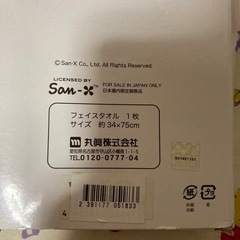 © San-X Co., Ltd. All Rights Reserved.
LICENSED BY
San-X
FOR SALE IN JAPAN ONLY
日本国内限定販売品
フェイスタオル 1枚
サイズ 約34×75cm
丸眞株式会社
TEL.0120-0777-04
2 391177 051833